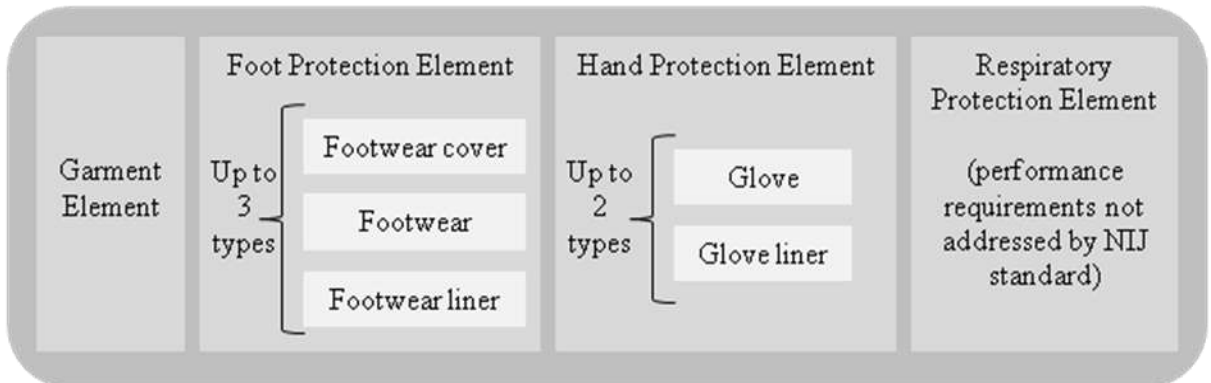 Garment
Element
Foot Protection Element
Up to
3
types
Footwear cover
Footwear
Footwear liner
Hand Protection Element
Up to
2
types
Glove
Glove liner
Respiratory
Protection Element
(performance
requirements not
addressed by NIJ
standard)